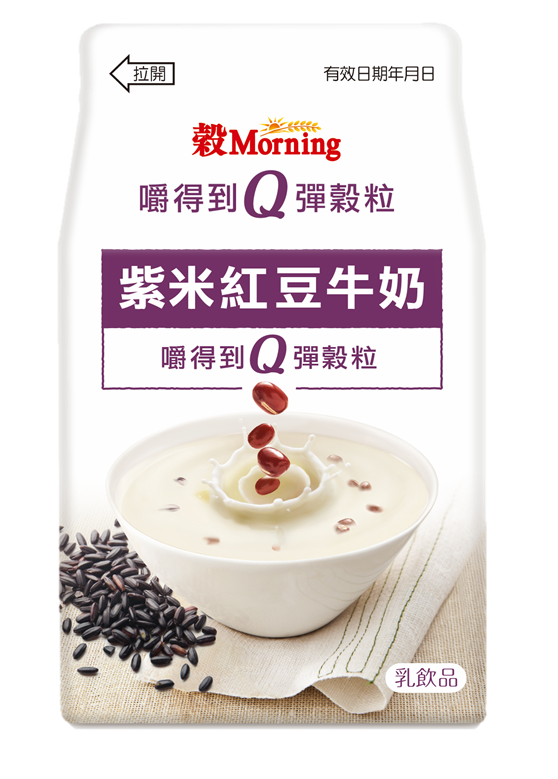 拉開
有效日期年月日
穀Morning
嚼得到Q彈穀粒
紫米紅豆牛奶
嚼得到Q彈穀粒
乳飲品